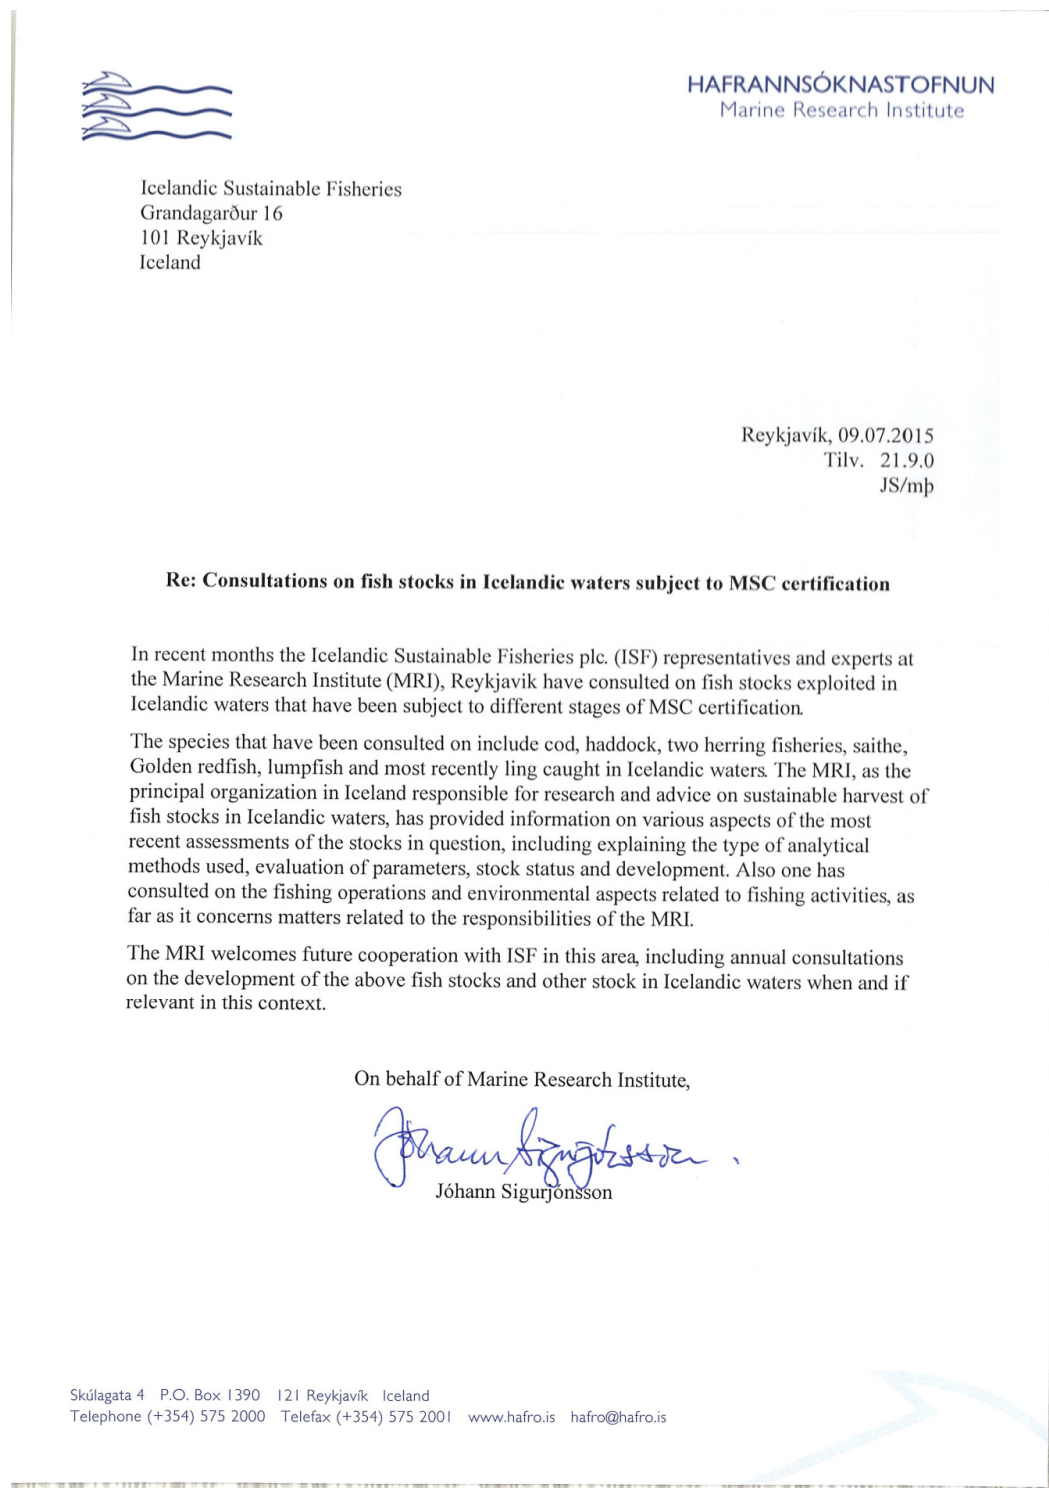 HAFRANNSÓKNASTOFNUN
Marine Research Institute
Icelandic Sustainable Fisheries
Grandagarður 16
101 Reykjavík
Iceland
Reykjavík, 09.07.2015
Tilv. 21.9.0
JS/mþ
Re: Consultations on fish stocks in Icelandic waters subject to MSC certification
In recent months the Icelandic Sustainable Fisheries plc. (ISF) representatives and experts at
the Marine Research Institute (MRI), Reykjavik have consulted on fish stocks exploited in
Icelandic waters that have been subject to different stages of MSC certification.
The species that have been consulted on include cod, haddock, two herring fisheries, saithe,
Golden redfish, lumpfish and most recently ling caught in Icelandic waters. The MRI, as the
principal organization in Iceland responsible for research and advice on sustainable harvest of
fish stocks in Icelandic waters, has provided information on various aspects of the most
recent assessments of the stocks in question, including explaining the type of analytical
methods used, evaluation of parameters, stock status and development. Also one has
consulted on the fishing operations and environmental aspects related to fishing activities, as
far as it concerns matters related to the responsibilities of the MRI.
The MRI welcomes future cooperation with ISF in this area, including annual consultations
on the development of the above fish stocks and other stock in Icelandic waters when and if
relevant in this context.
On behalf of Marine Research Institute,
Jóhann Sigurjónsson
Jóhann Sigurjónsson
Skúlagata 4 P.O. Box 1390 121 Reykjavík Iceland
Telephone (+354) 575 2000 Telefax (+354) 575 2001 www.hafro.is hafro@hafro.is